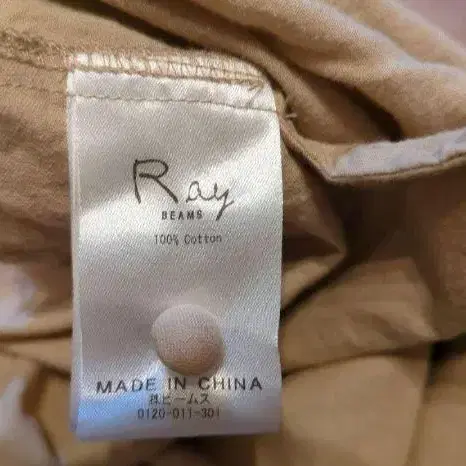 Ray
BEAMS
100% Cotton
MADE IN CHINA
㈱ビームス
0120-011-301